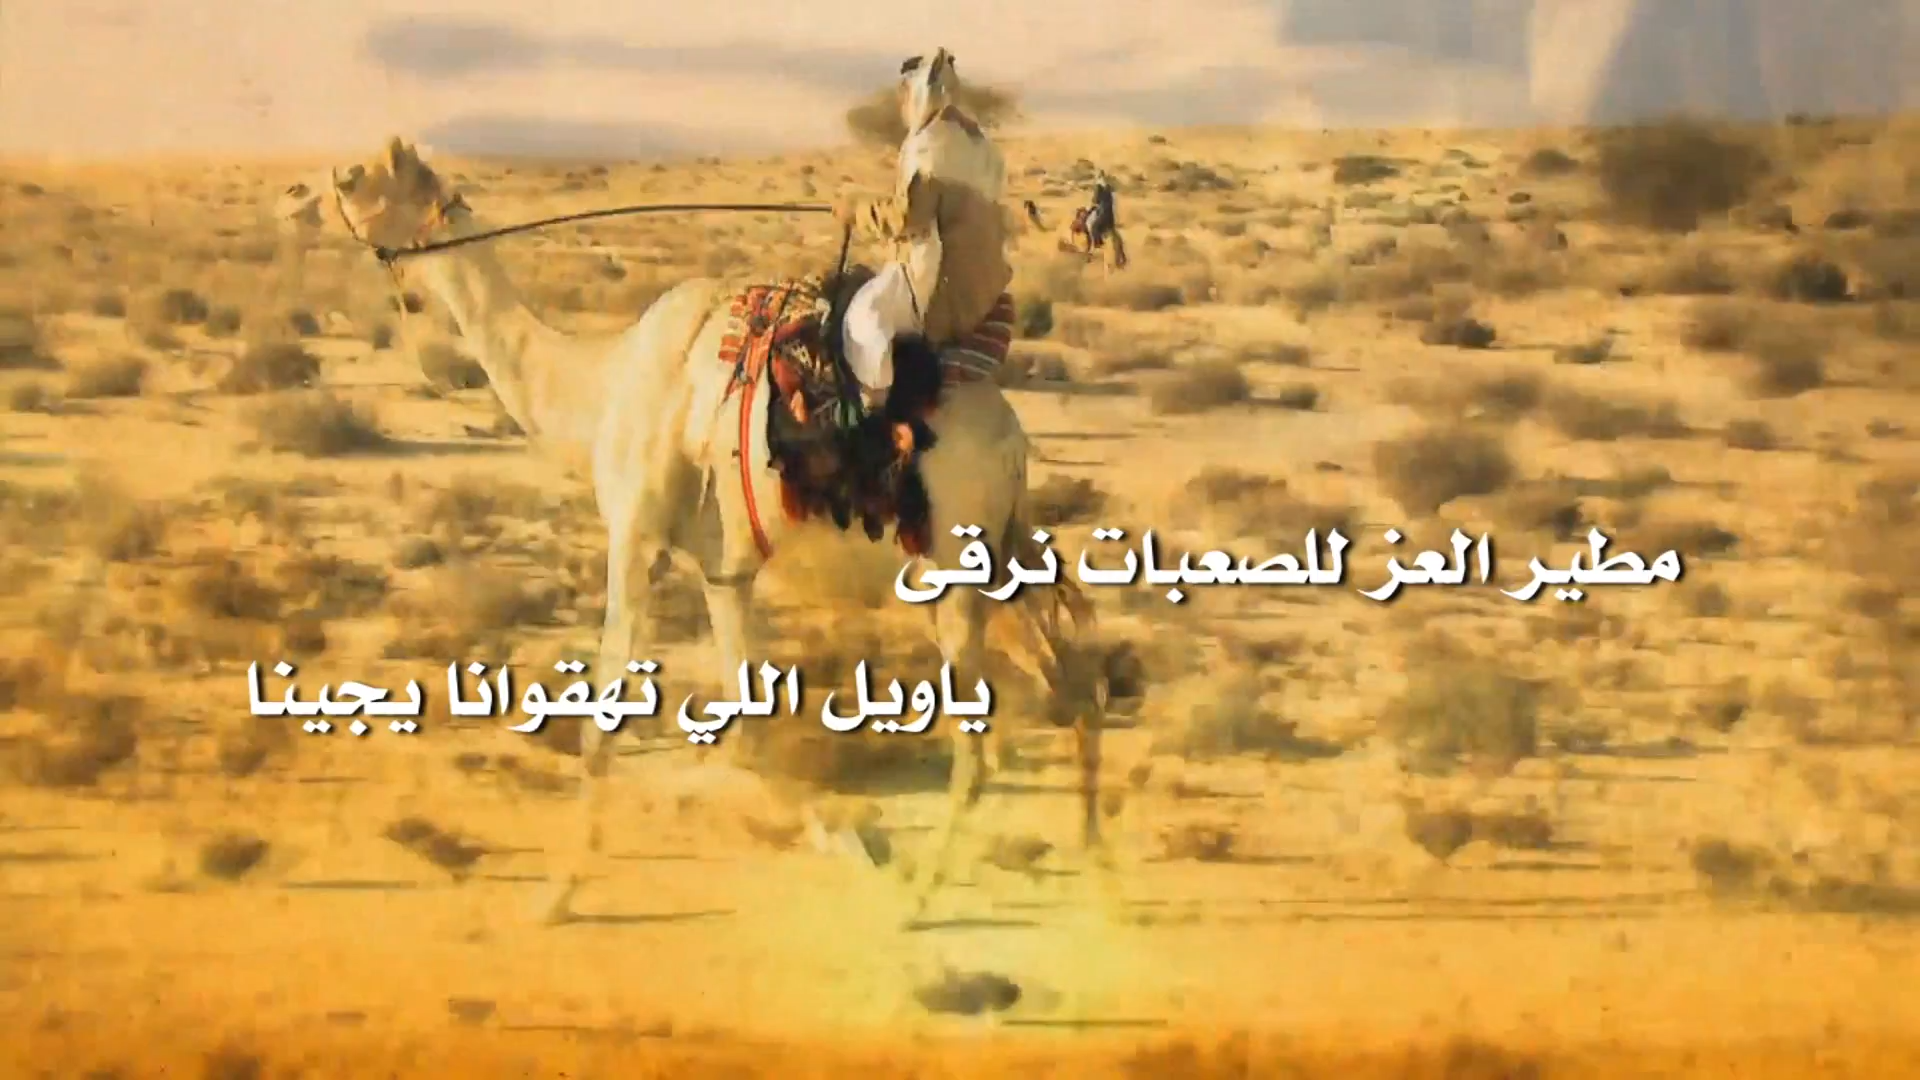 مطير العز للصعبات نرقى
ياويل اللي تهقوانا يجينا